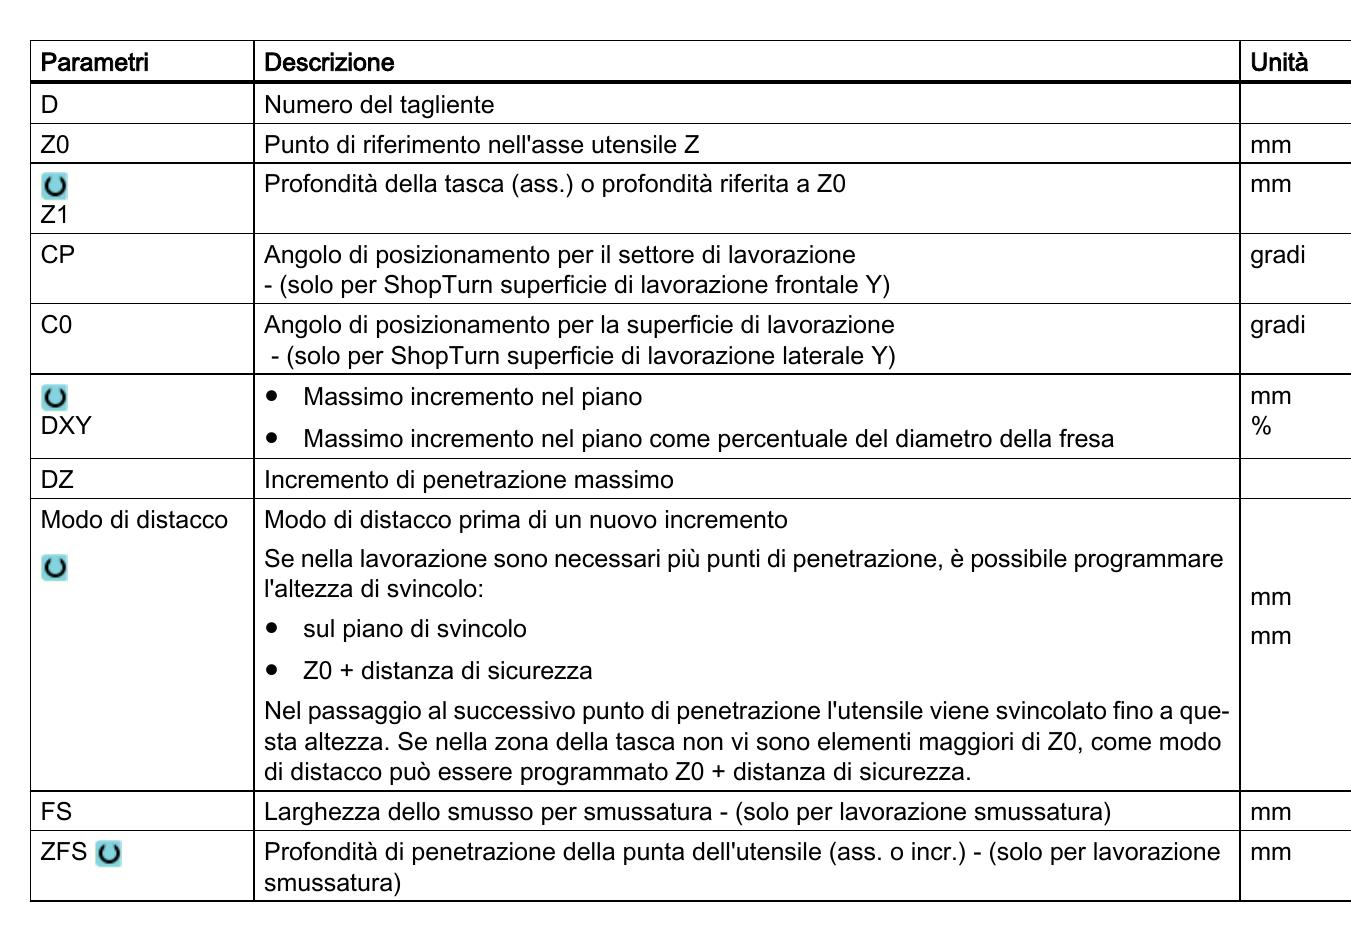 Parametri Descrizione Unità
D Numero del tagliente
Z0 Punto di riferimento nell'asse utensile Z mm
Z1 Profondità della tasca (ass.) o profondità riferita a Z0 mm
CP Angolo di posizionamento per il settore di lavorazione gradi
- (solo per ShopTurn superficie di lavorazione frontale Y)
C0 Angolo di posizionamento per la superficie di lavorazione gradi
- (solo per ShopTurn superficie di lavorazione laterale Y)
● Massimo incremento nel piano mm
DXY ● Massimo incremento nel piano come percentuale del diametro della fresa %
DZ Incremento di penetrazione massimo
Modo di distacco Modo di distacco prima di un nuovo incremento
Se nella lavorazione sono necessari più punti di penetrazione, è possibile programmare
l'altezza di svincolo: mm
● sul piano di svincolo mm
● Z0 + distanza di sicurezza
Nel passaggio al successivo punto di penetrazione l'utensile viene svincolato fino a que-
sta altezza. Se nella zona della tasca non vi sono elementi maggiori di Z0, come modo
di distacco può essere programmato Z0 + distanza di sicurezza.
FS Larghezza dello smusso per smussatura - (solo per lavorazione smussatura) mm
ZFS Profondità di penetrazione della punta dell'utensile (ass. o incr.) - (solo per lavorazione mm
smussatura)